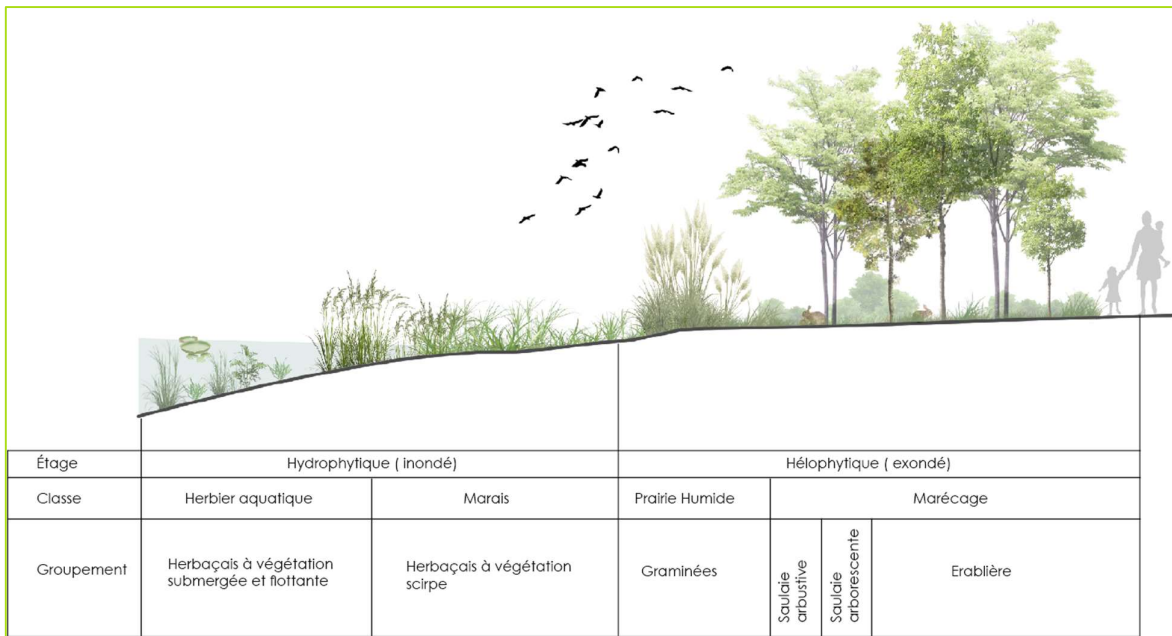 Étage
Hydrophytique ( inondé)
Hélophytique ( exondé)
Classe
Herbier aquatique
Marais
Prairie Humide
Marécage
Groupement
Herbaçais à végétation
submergée et flottante
Herbaçais à végétation
scirpe
Graminées
Saulaie
arbustive
Saulaie
arborescente
Erablière